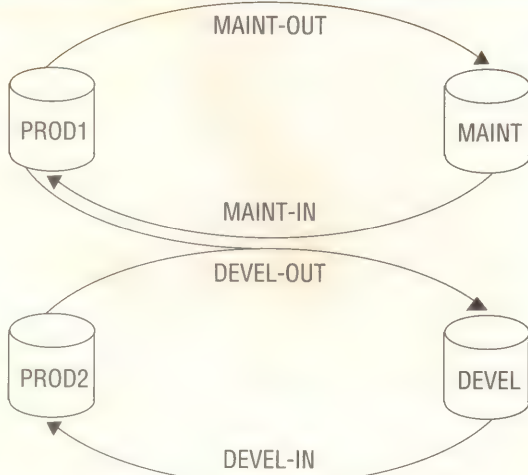 MAINT-OUT
PROD1
MAINT
MAINT-IN
DEVEL-OUT
PROD2
DEVEL
DEVEL-IN